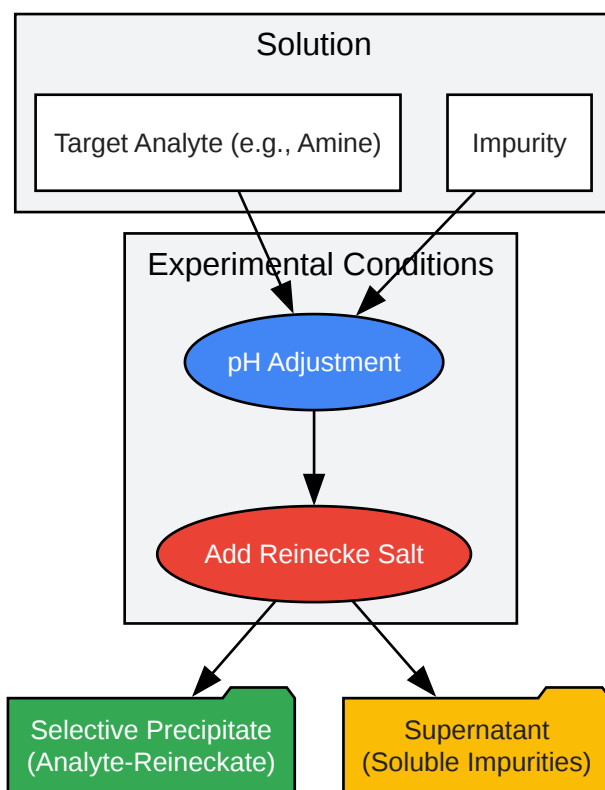 Solution
Target Analyte (e.g., Amine)
Impurity
Experimental Conditions
pH Adjustment
Add Reinecke Salt
Selective Precipitate
(Analyte-Reineckate)
Supernatant
(Soluble Impurities)